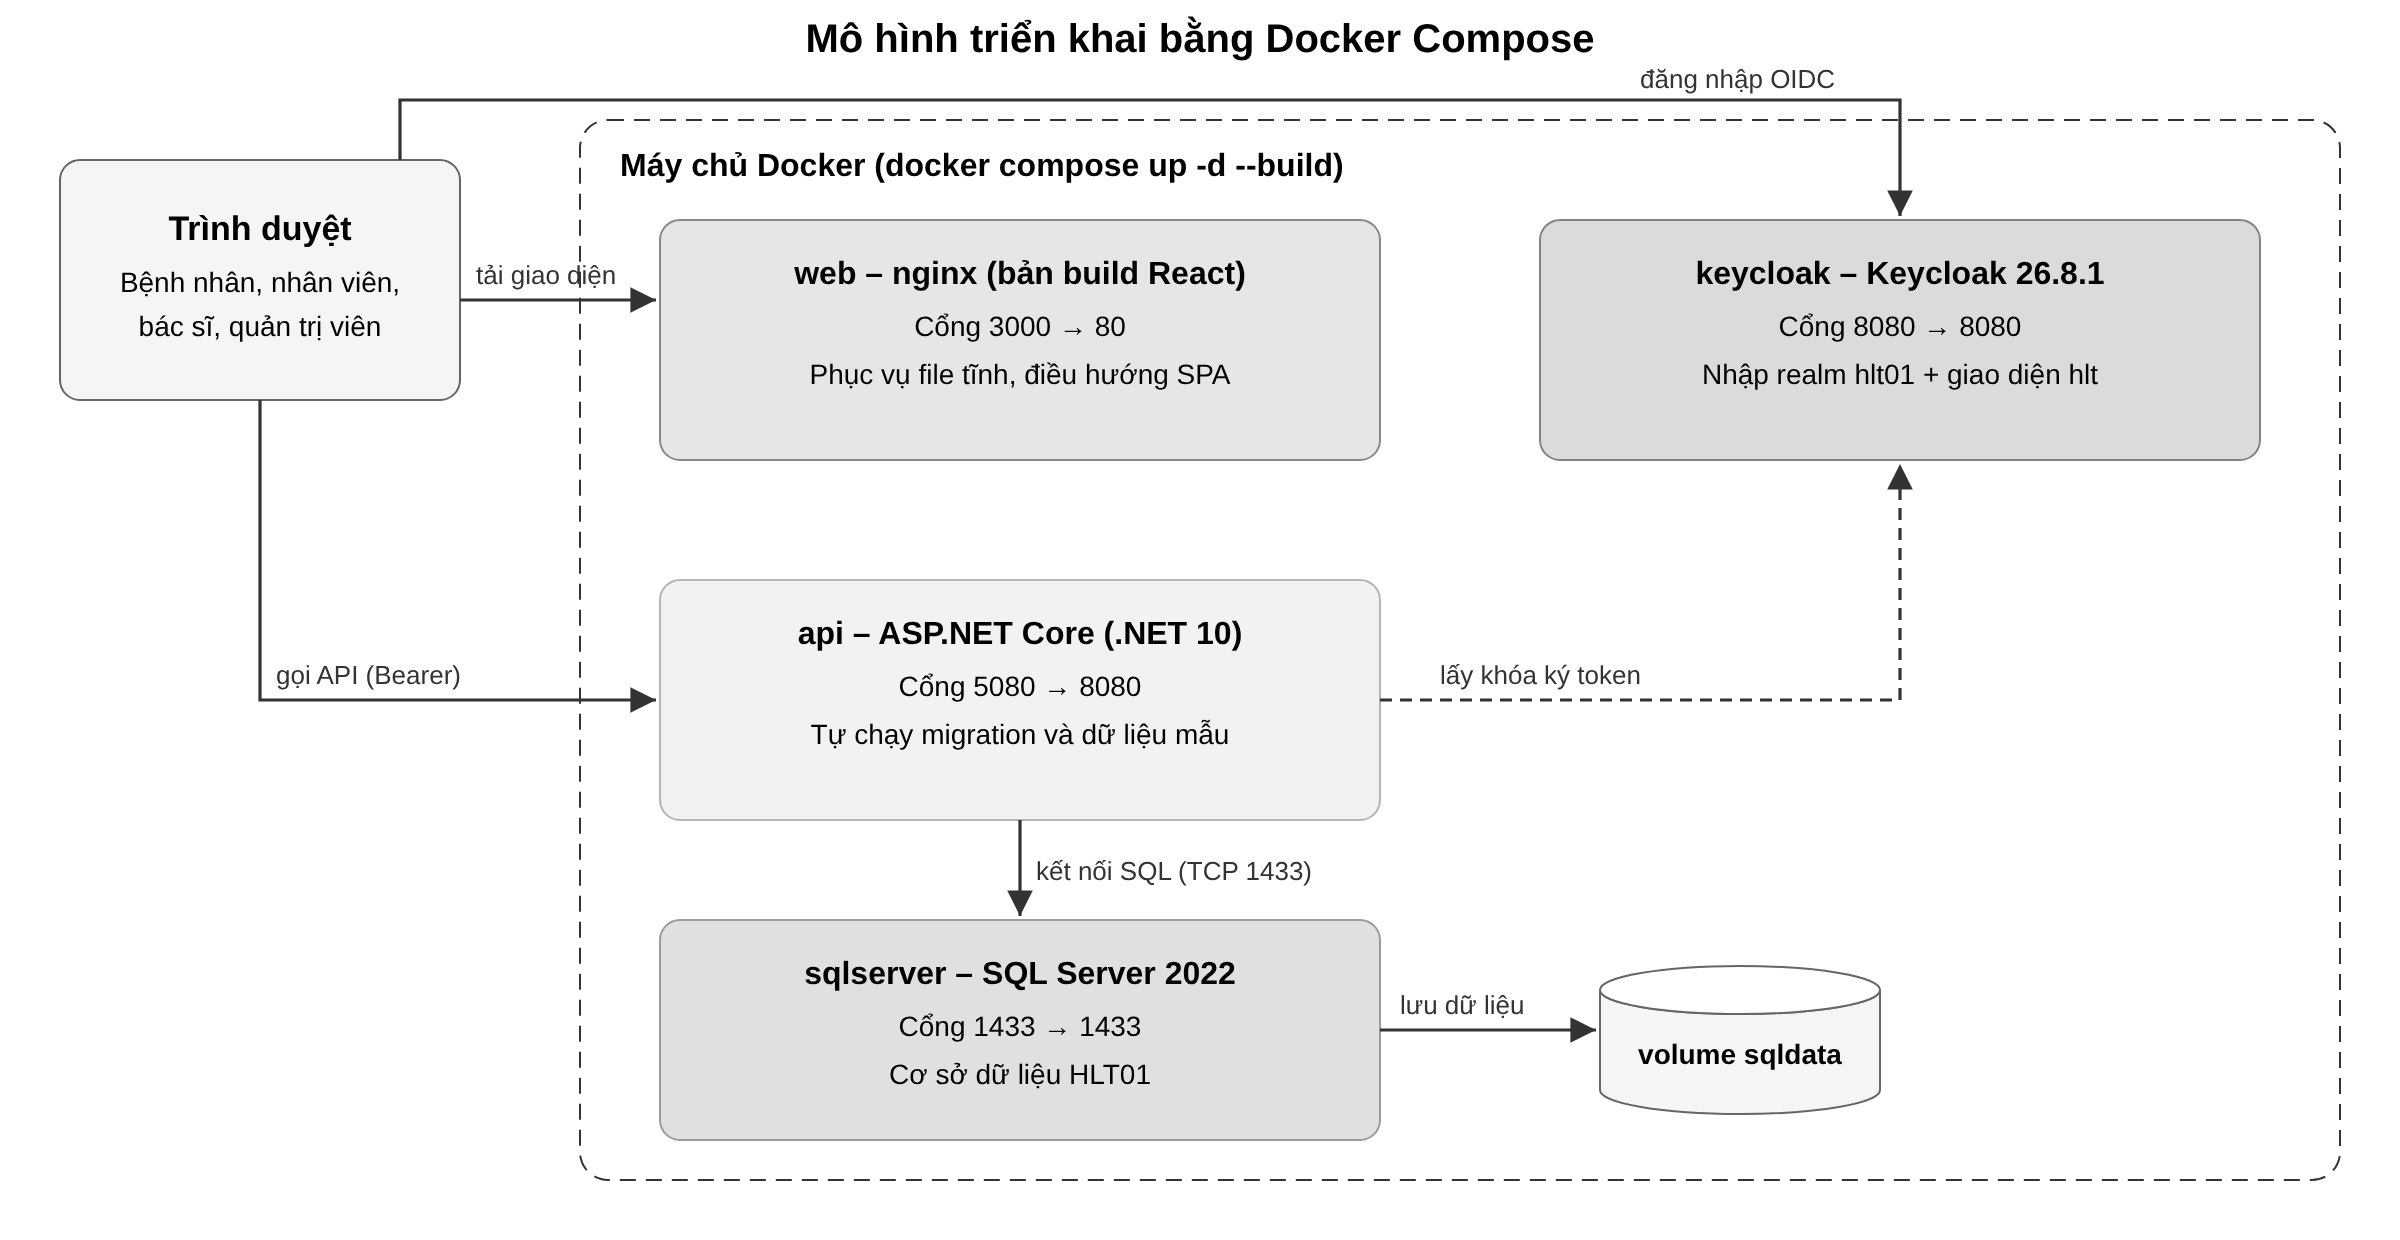 Mô hình triển khai bằng Docker Compose
đăng nhập OIDC
Máy chủ Docker (docker compose up -d --build)
Trình duyệt
Bệnh nhân, nhân viên,
bác sĩ, quản trị viên
tải giao diện
web – nginx (bản build React)
Cổng 3000 → 80
Phục vụ file tĩnh, điều hướng SPA
keycloak – Keycloak 26.8.1
Cổng 8080 → 8080
Nhập realm hlt01 + giao diện hlt
gọi API (Bearer)
api – ASP.NET Core (.NET 10)
Cổng 5080 → 8080
Tự chạy migration và dữ liệu mẫu
lấy khóa ký token
kết nối SQL (TCP 1433)
sqlserver – SQL Server 2022
Cổng 1433 → 1433
Cơ sở dữ liệu HLT01
lưu dữ liệu
volume sqldata